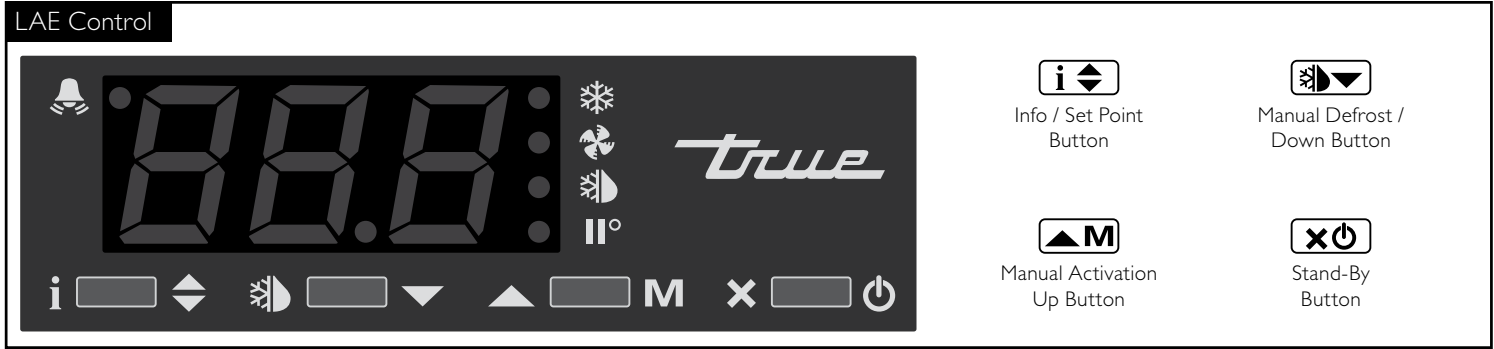 LAE Control
true
i
M
i
Info / Set Point
Button
Manual Defrost /
Down Button
M
Manual Activation
Up Button
Stand-By
Button